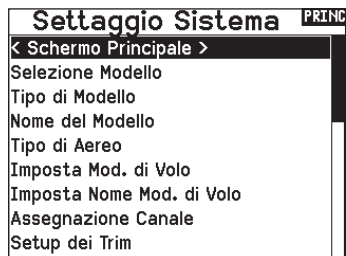 Settaggio Sistema PRINC
< Schermo Principale >
Selezione Modello
Tipo di Modello
Nome del Modello
Tipo di Aereo
Imposta Mod. di Volo
Imposta Nome Mod. di Volo
Assegnazione Canale
Setup dei Trim